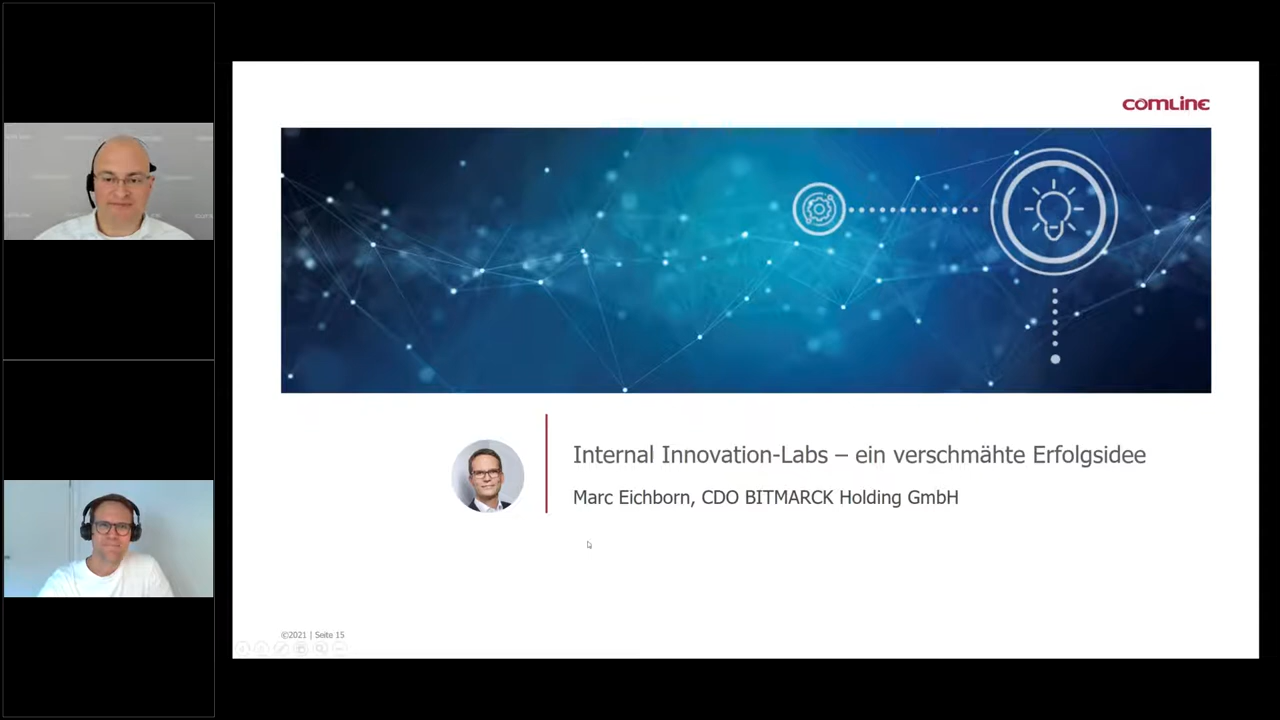 comline
Internal Innovation-Labs – ein verschmähte Erfolgsidee
Marc Eichborn, CDO BITMARCK Holding GmbH
©2021 | Seite 15